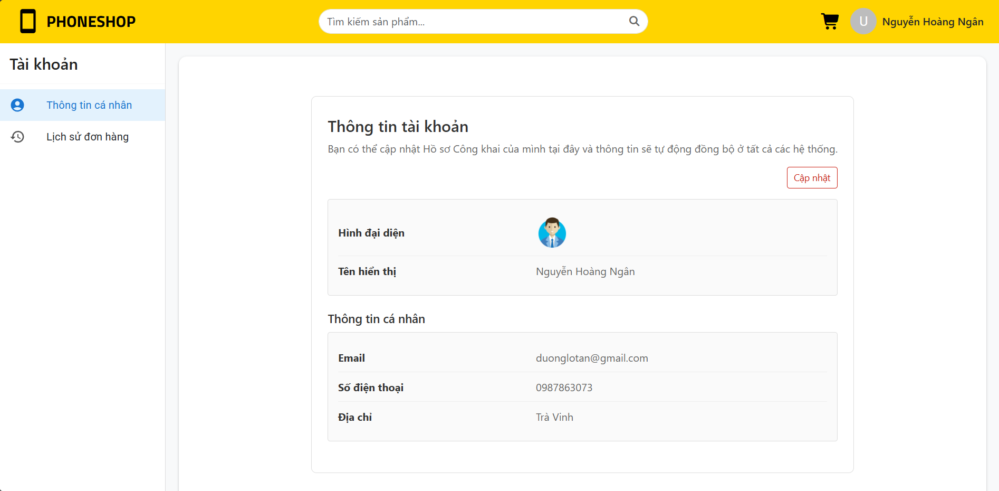 PHONESHOP
Tìm kiếm sản phẩm...
U
Nguyễn Hoàng Ngân
Tài khoản
Thông tin cá nhân
Lịch sử đơn hàng
Thông tin tài khoản
Bạn có thể cập nhật Hồ sơ Công khai của mình tại đây và thông tin sẽ tự động đồng bộ ở tất cả các hệ thống.
Cập nhật
Hình đại diện
Tên hiển thị Nguyễn Hoàng Ngân
Thông tin cá nhân
Email duonglotan@gmail.com
Số điện thoại 0987863073
Địa chỉ Trà Vinh